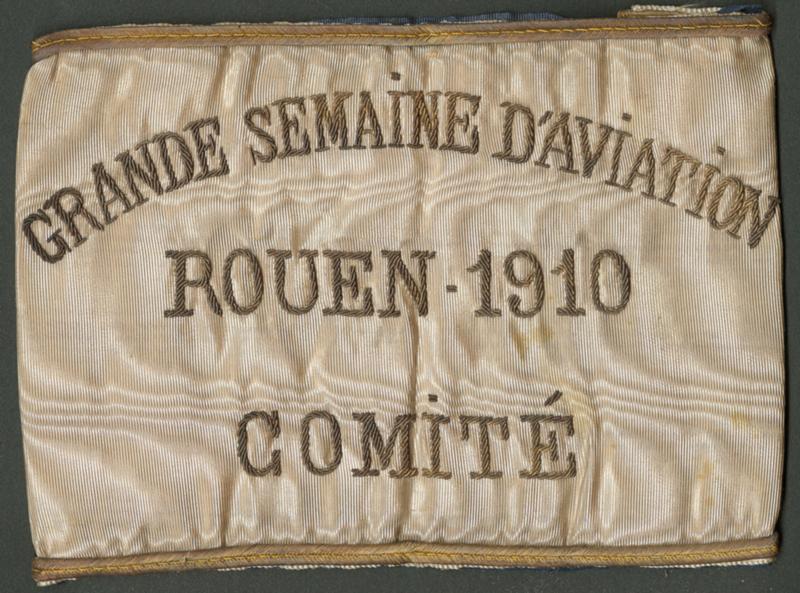 GRANDE SEMAiNE D'AViATiON
ROUEN-1910
COMiTÉ